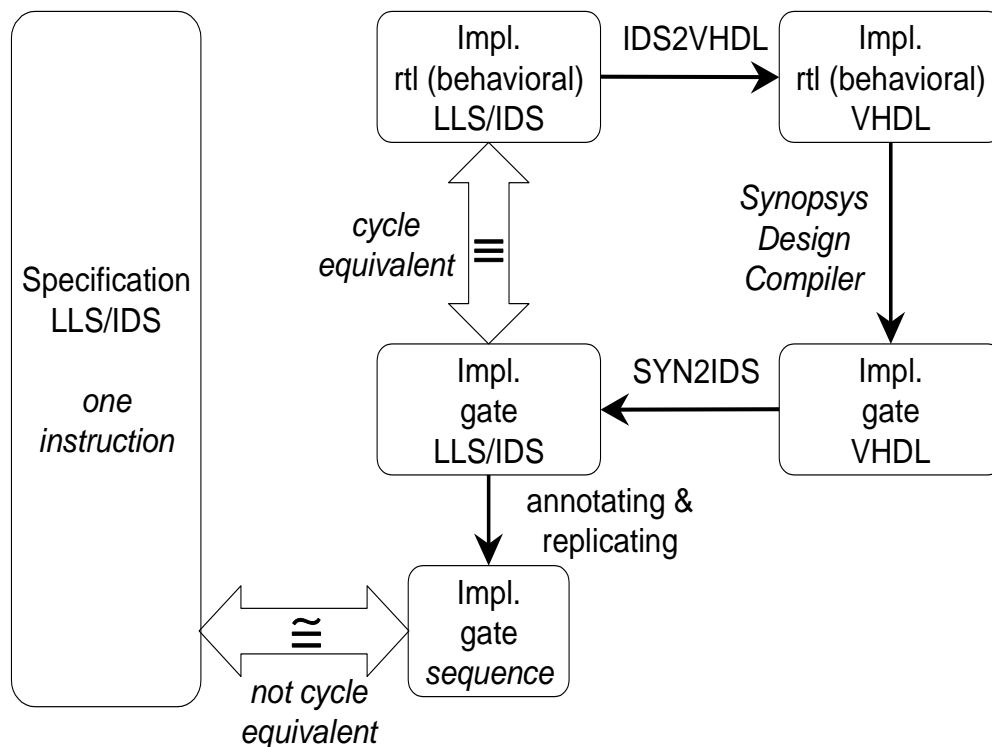 Specification
LLS/IDS
one
instruction
Impl.
rtl (behavioral)
LLS/IDS
IDS2VHDL
Impl.
rtl (behavioral)
VHDL
cycle
equivalent
≡
Synopsys
Design
Compiler
Impl.
gate
LLS/IDS
SYN2IDS
Impl.
gate
VHDL
annotating &
replicating
Impl.
gate
sequence
≅
not cycle
equivalent